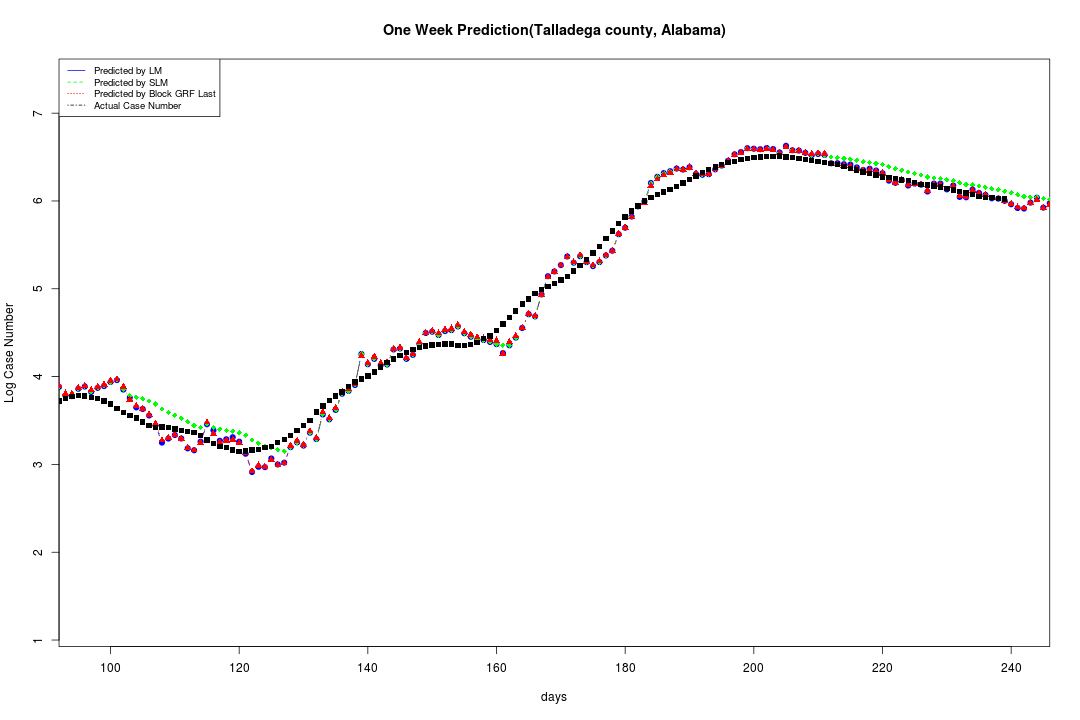 One Week Prediction(Talladega county, Alabama)
Predicted by LM
Predicted by SLM
Predicted by Block GRF Last
Actual Case Number
7
6
5
4
3
2
1
Log Case Number
100 120 140 160 180 200 220 240
days